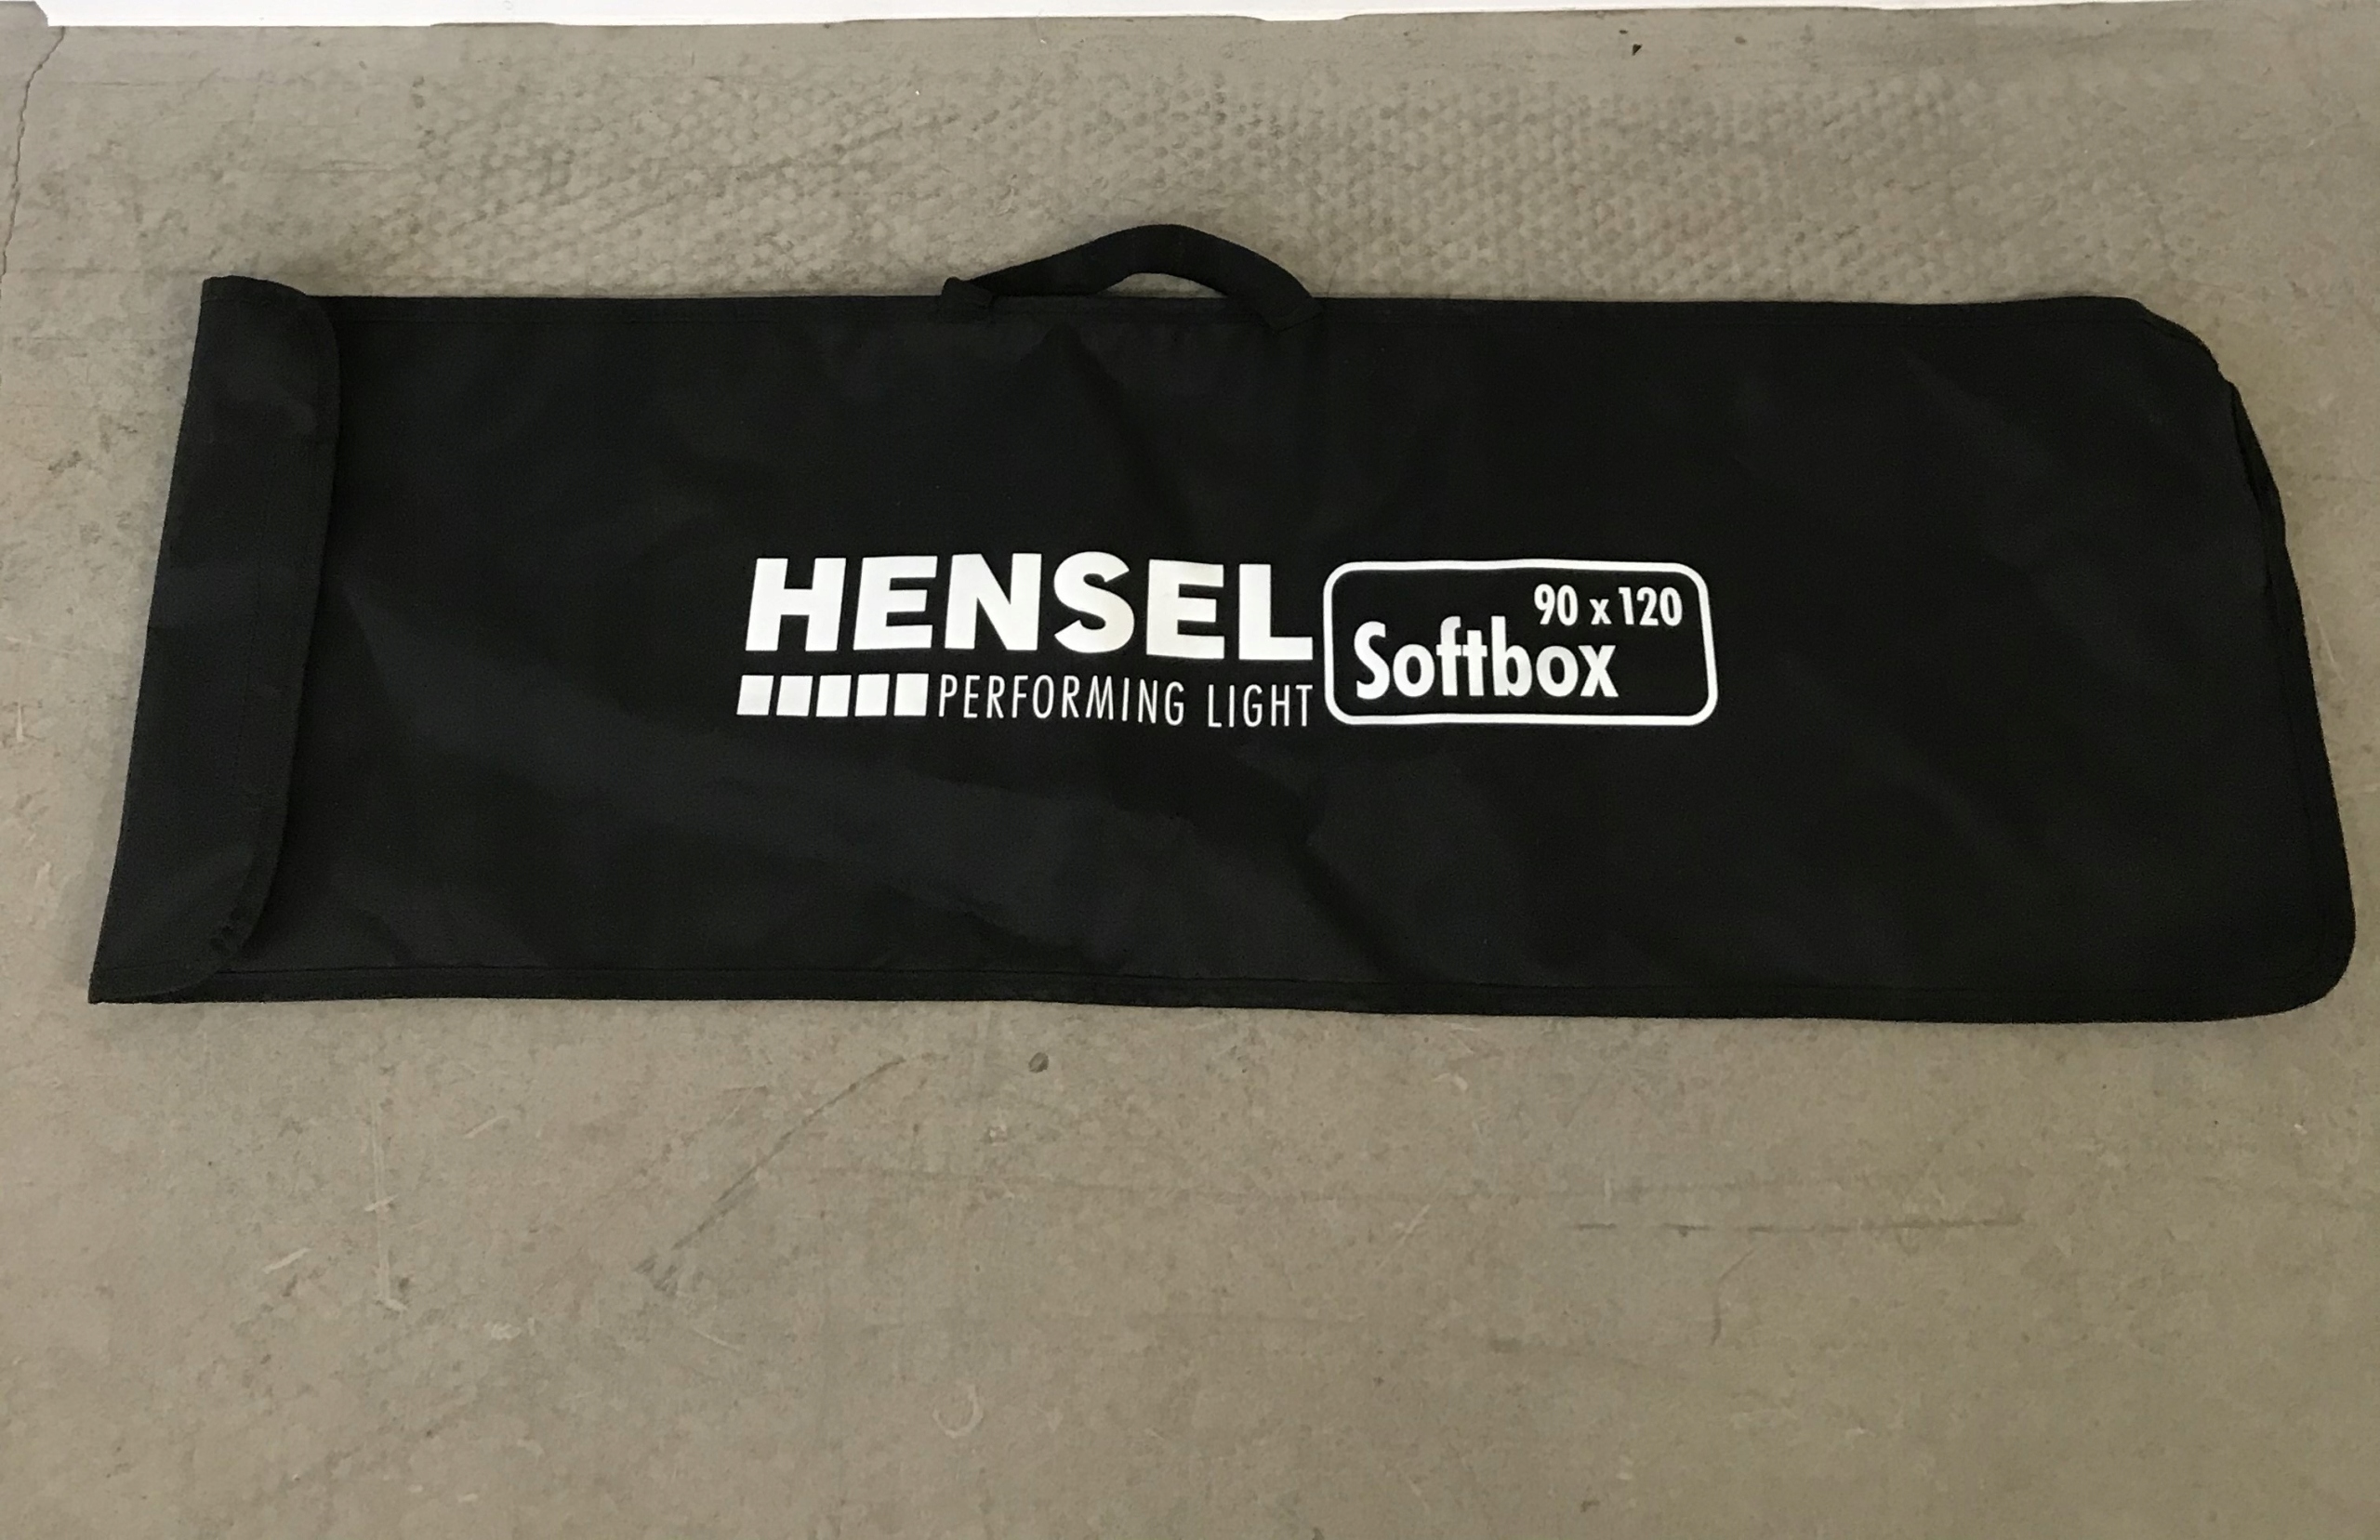 HENSEL
PERFORMING LIGHT
90 x 120
Softbox